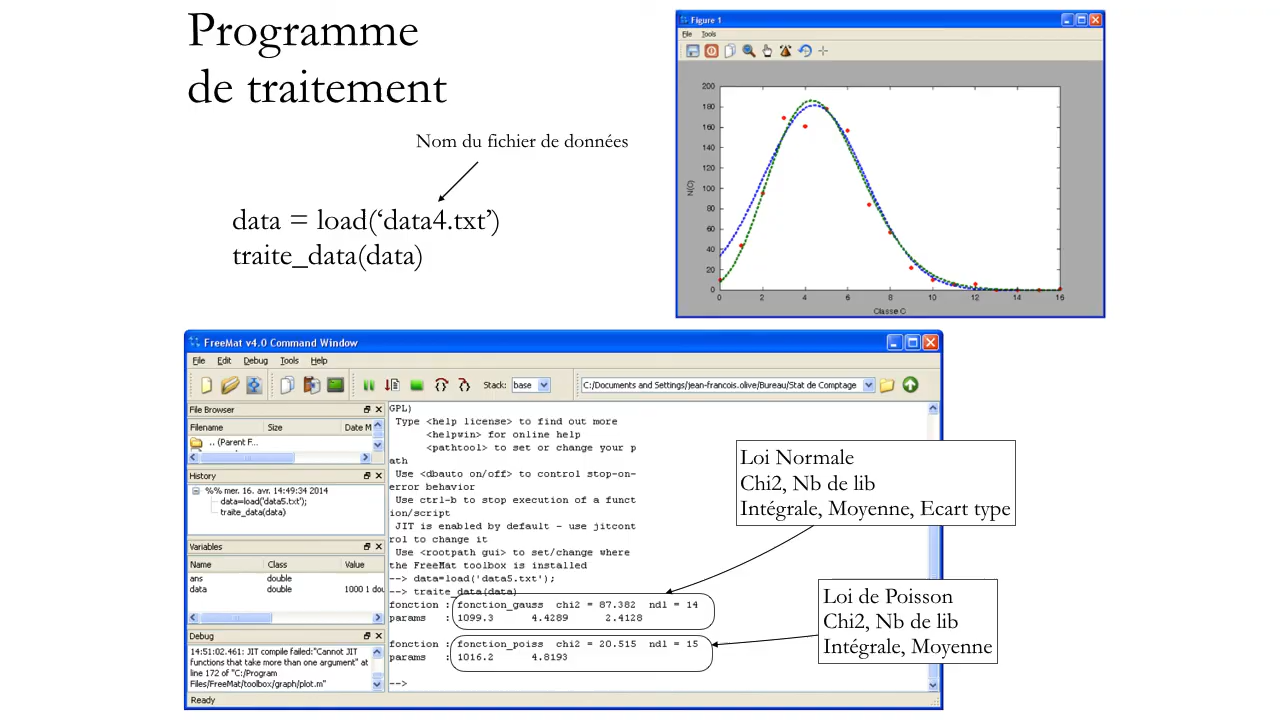 Programme
de traitement
Nom du fichier de données
data = load(‘data4.txt’)
traite_data(data)
Figure 1
File Tools
200
180
160
140
120
100
80
60
40
20
0
N(C)
0 2 4 6 8 10 12 14 16
Classe C
FreeMat v4.0 Command Window
File Edit Debug Tools Help
Stack: base
C:/Documents and Settings/jean-francois.olive/Bureau/Stat de Comptage
File Browser
Filename Size Date M
.. (Parent F...
History
%% mer. 16. avr. 14:49:34 2014
data=load('data5.txt');
traite_data(data)
Variables
Name Class Value
ans double
data double 1000 1 dou
Debug
14:51:02.461: JIT compile failed:"Cannot JIT
functions that take more than one argument" at
line 172 of "C:/Program
Files/FreeMat/toolbox/graph/plot.m"
Ready
GPL)
Type <help license> to find out more
<helpwin> for online help
<pathtool> to set or change your p
ath
Use <dbauto on/off> to control stop-on-
error behavior
Use ctrl-b to stop execution of a funct
ion/script
JIT is enabled by default - use jitcont
rol to change it
Use <rootpath gui> to set/change where
the FreeMat toolbox is installed
--> data=load('data5.txt');
--> traite_data(data)
fonction : fonction_gauss chi2 = 87.382 ndl = 14
params : 1099.3 4.4289 2.4128
fonction : fonction_poiss chi2 = 20.515 ndl = 15
params : 1016.2 4.8193
-->
Loi Normale
Chi2, Nb de lib
Intégrale, Moyenne, Ecart type
Loi de Poisson
Chi2, Nb de lib
Intégrale, Moyenne